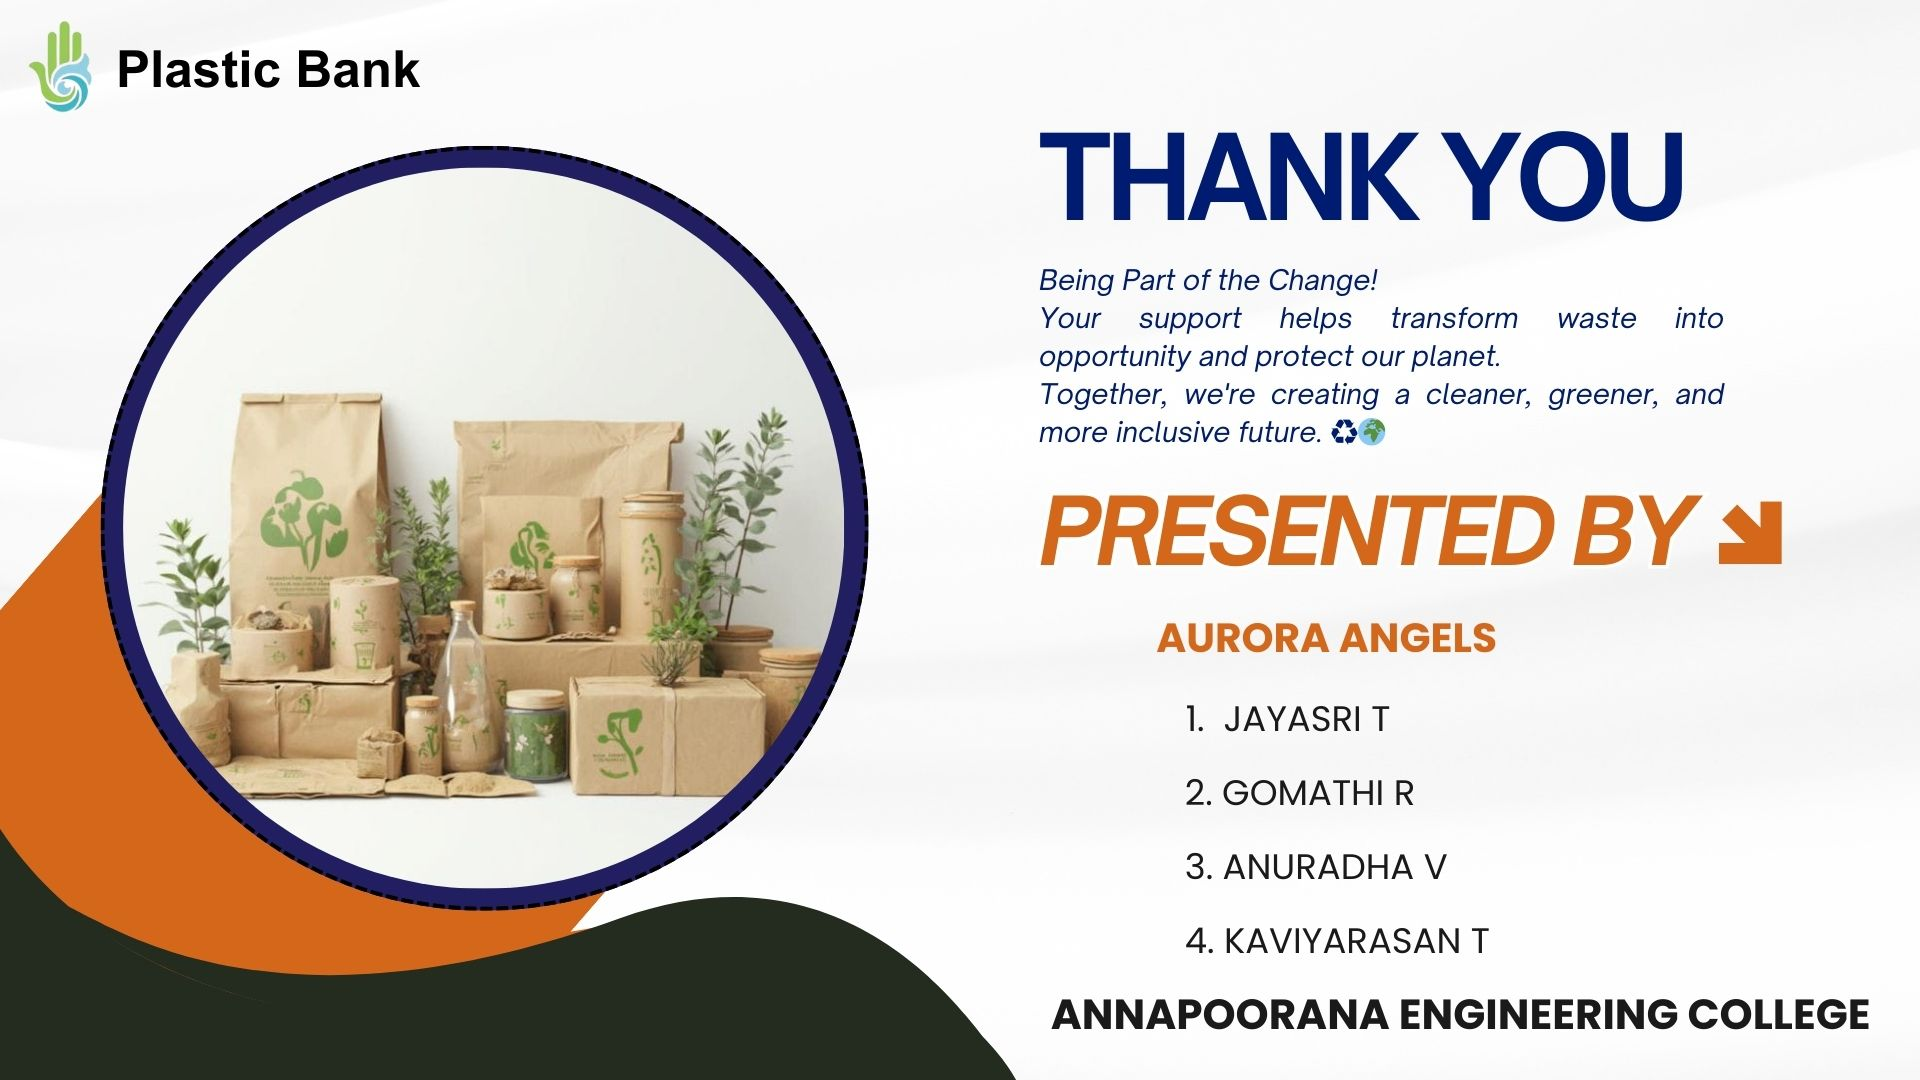 Plastic Bank
THANK YOU
Being Part of the Change!
Your support helps transform waste into
opportunity and protect our planet.
Together, we're creating a cleaner, greener, and
more inclusive future. ♻🌍
PRESENTED BY
AURORA ANGELS
1. JAYASRI T
2. GOMATHI R
3. ANURADHA V
4. KAVIYARASAN T
ANNAPOORANA ENGINEERING COLLEGE